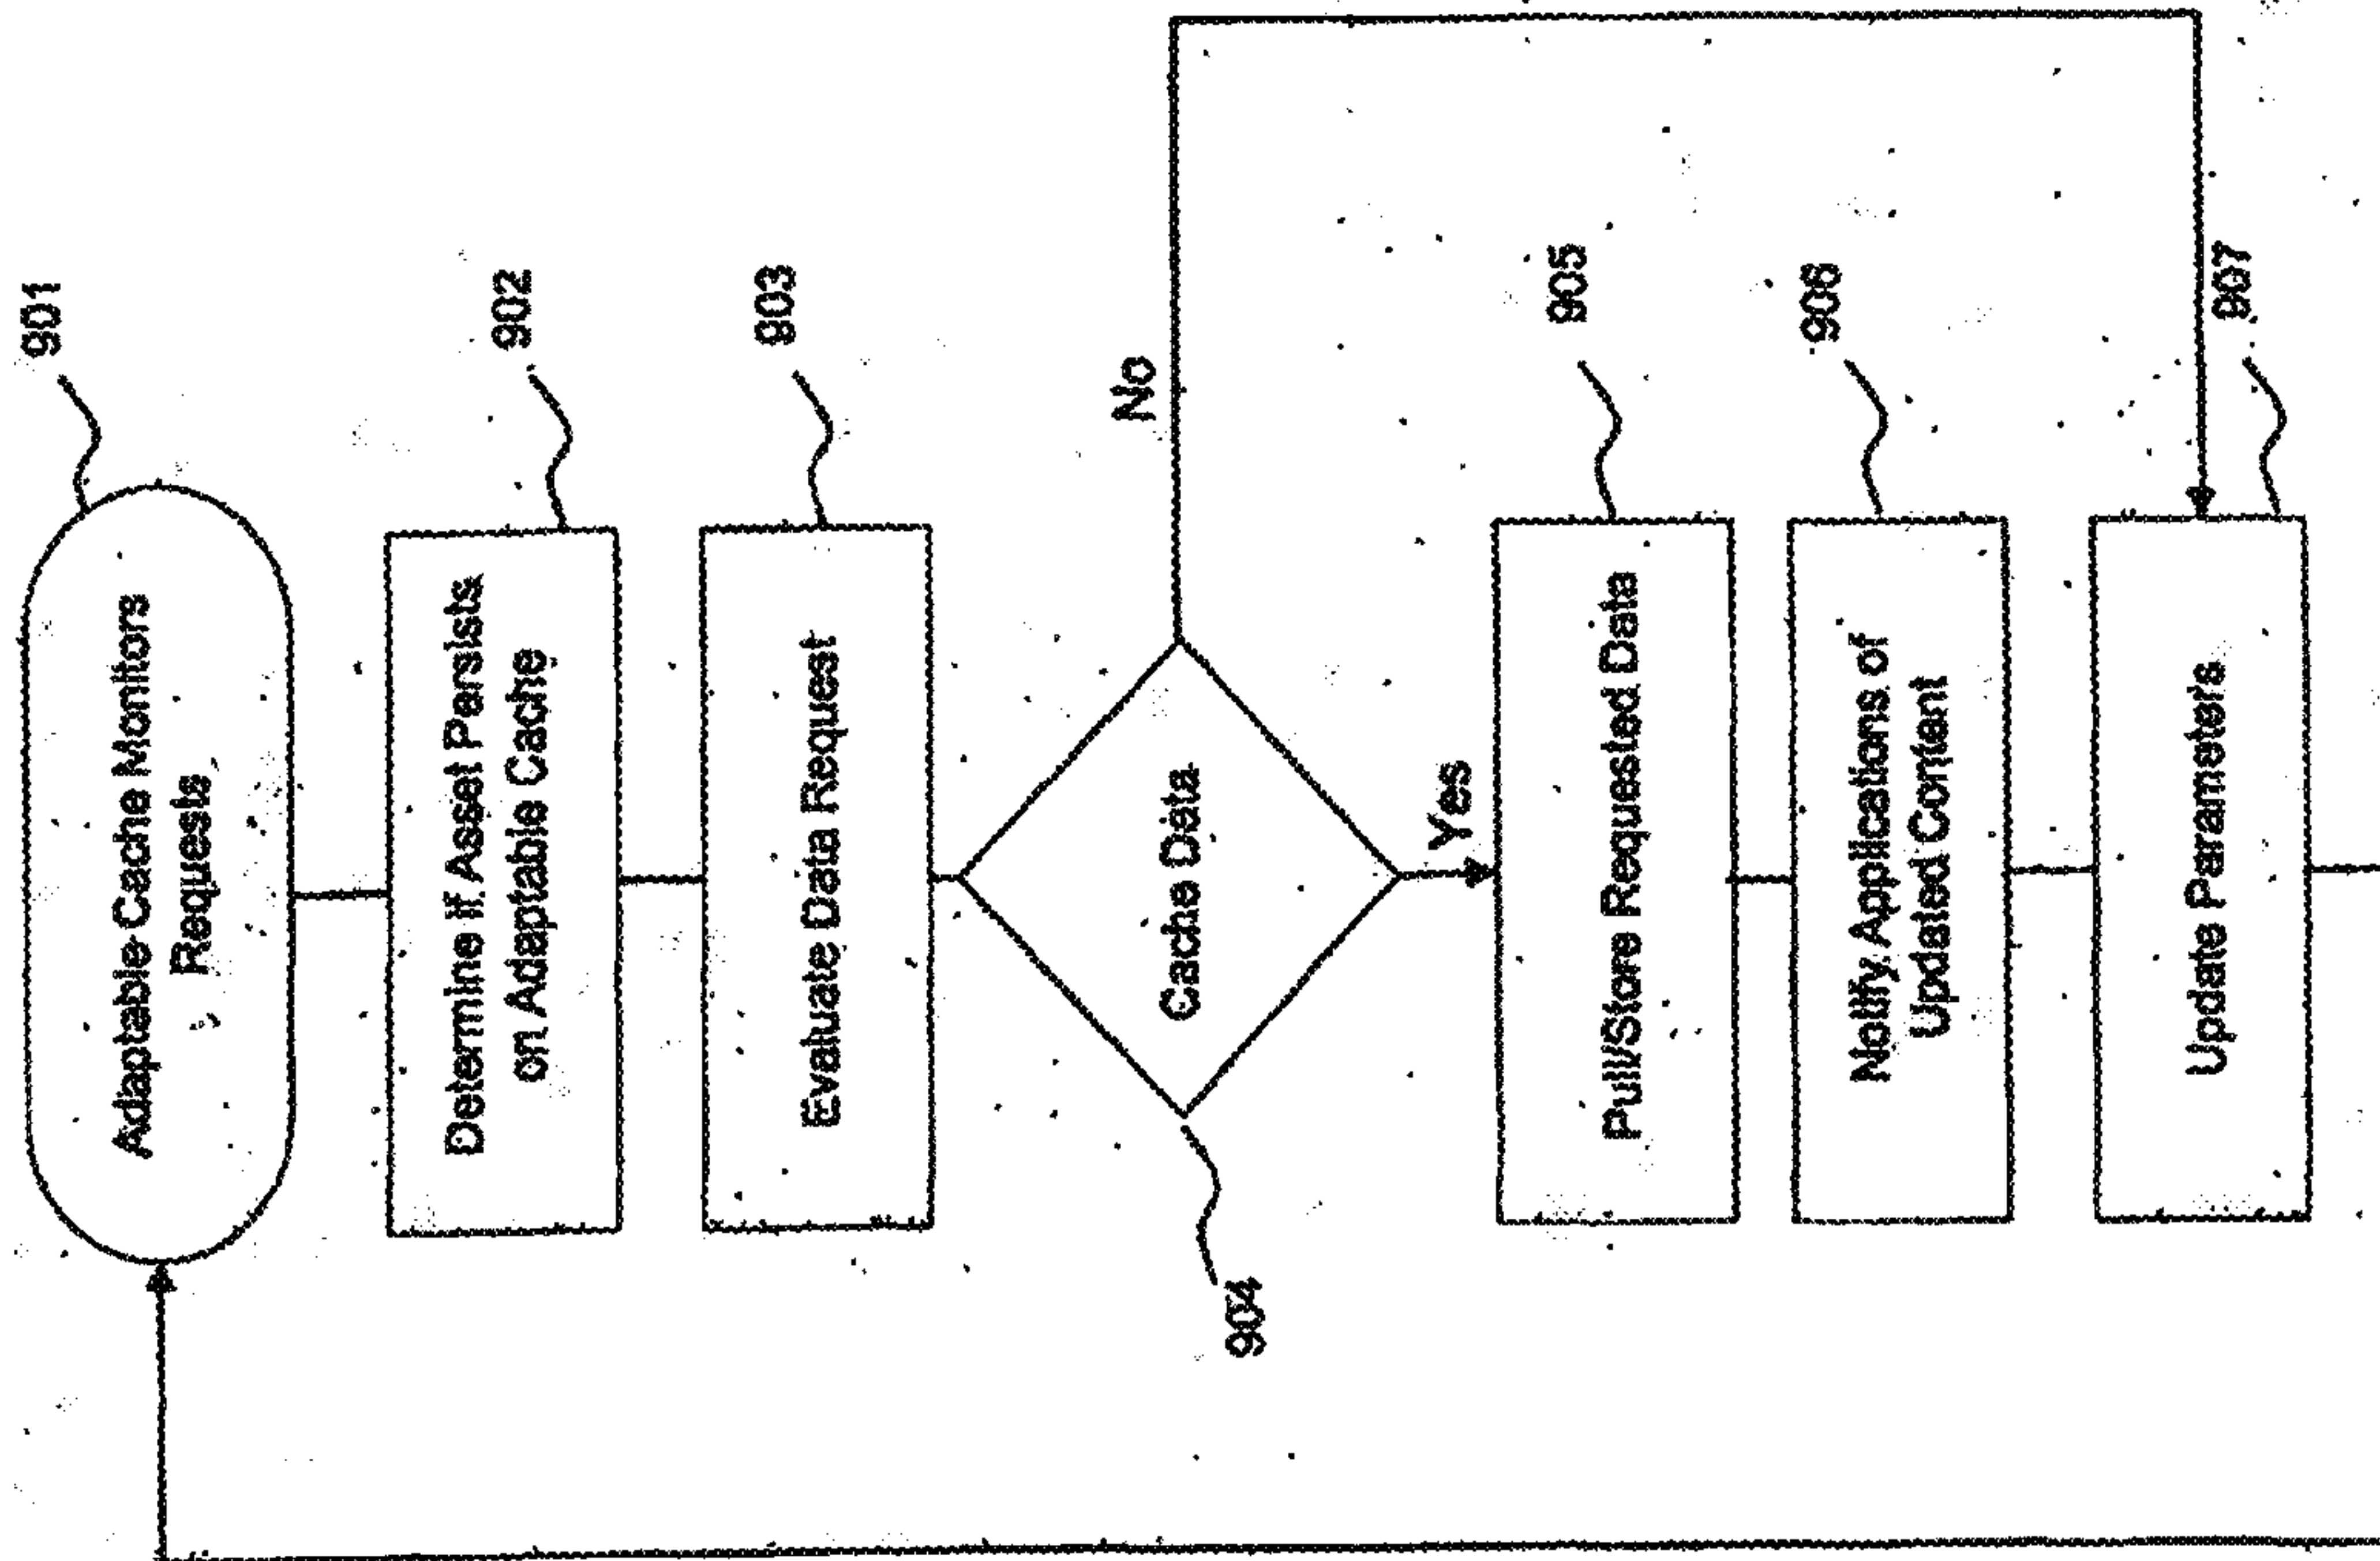 901
Adaptable Cache Monitors
Requests
902
Determine If Asset Persists
on Adaptable Cache
903
Evaluate Data Request
904
Cache Data
No
Yes
905
Pull/Store Requested Data
906
Notify Applications of
Updated Content
907
Update Parameters